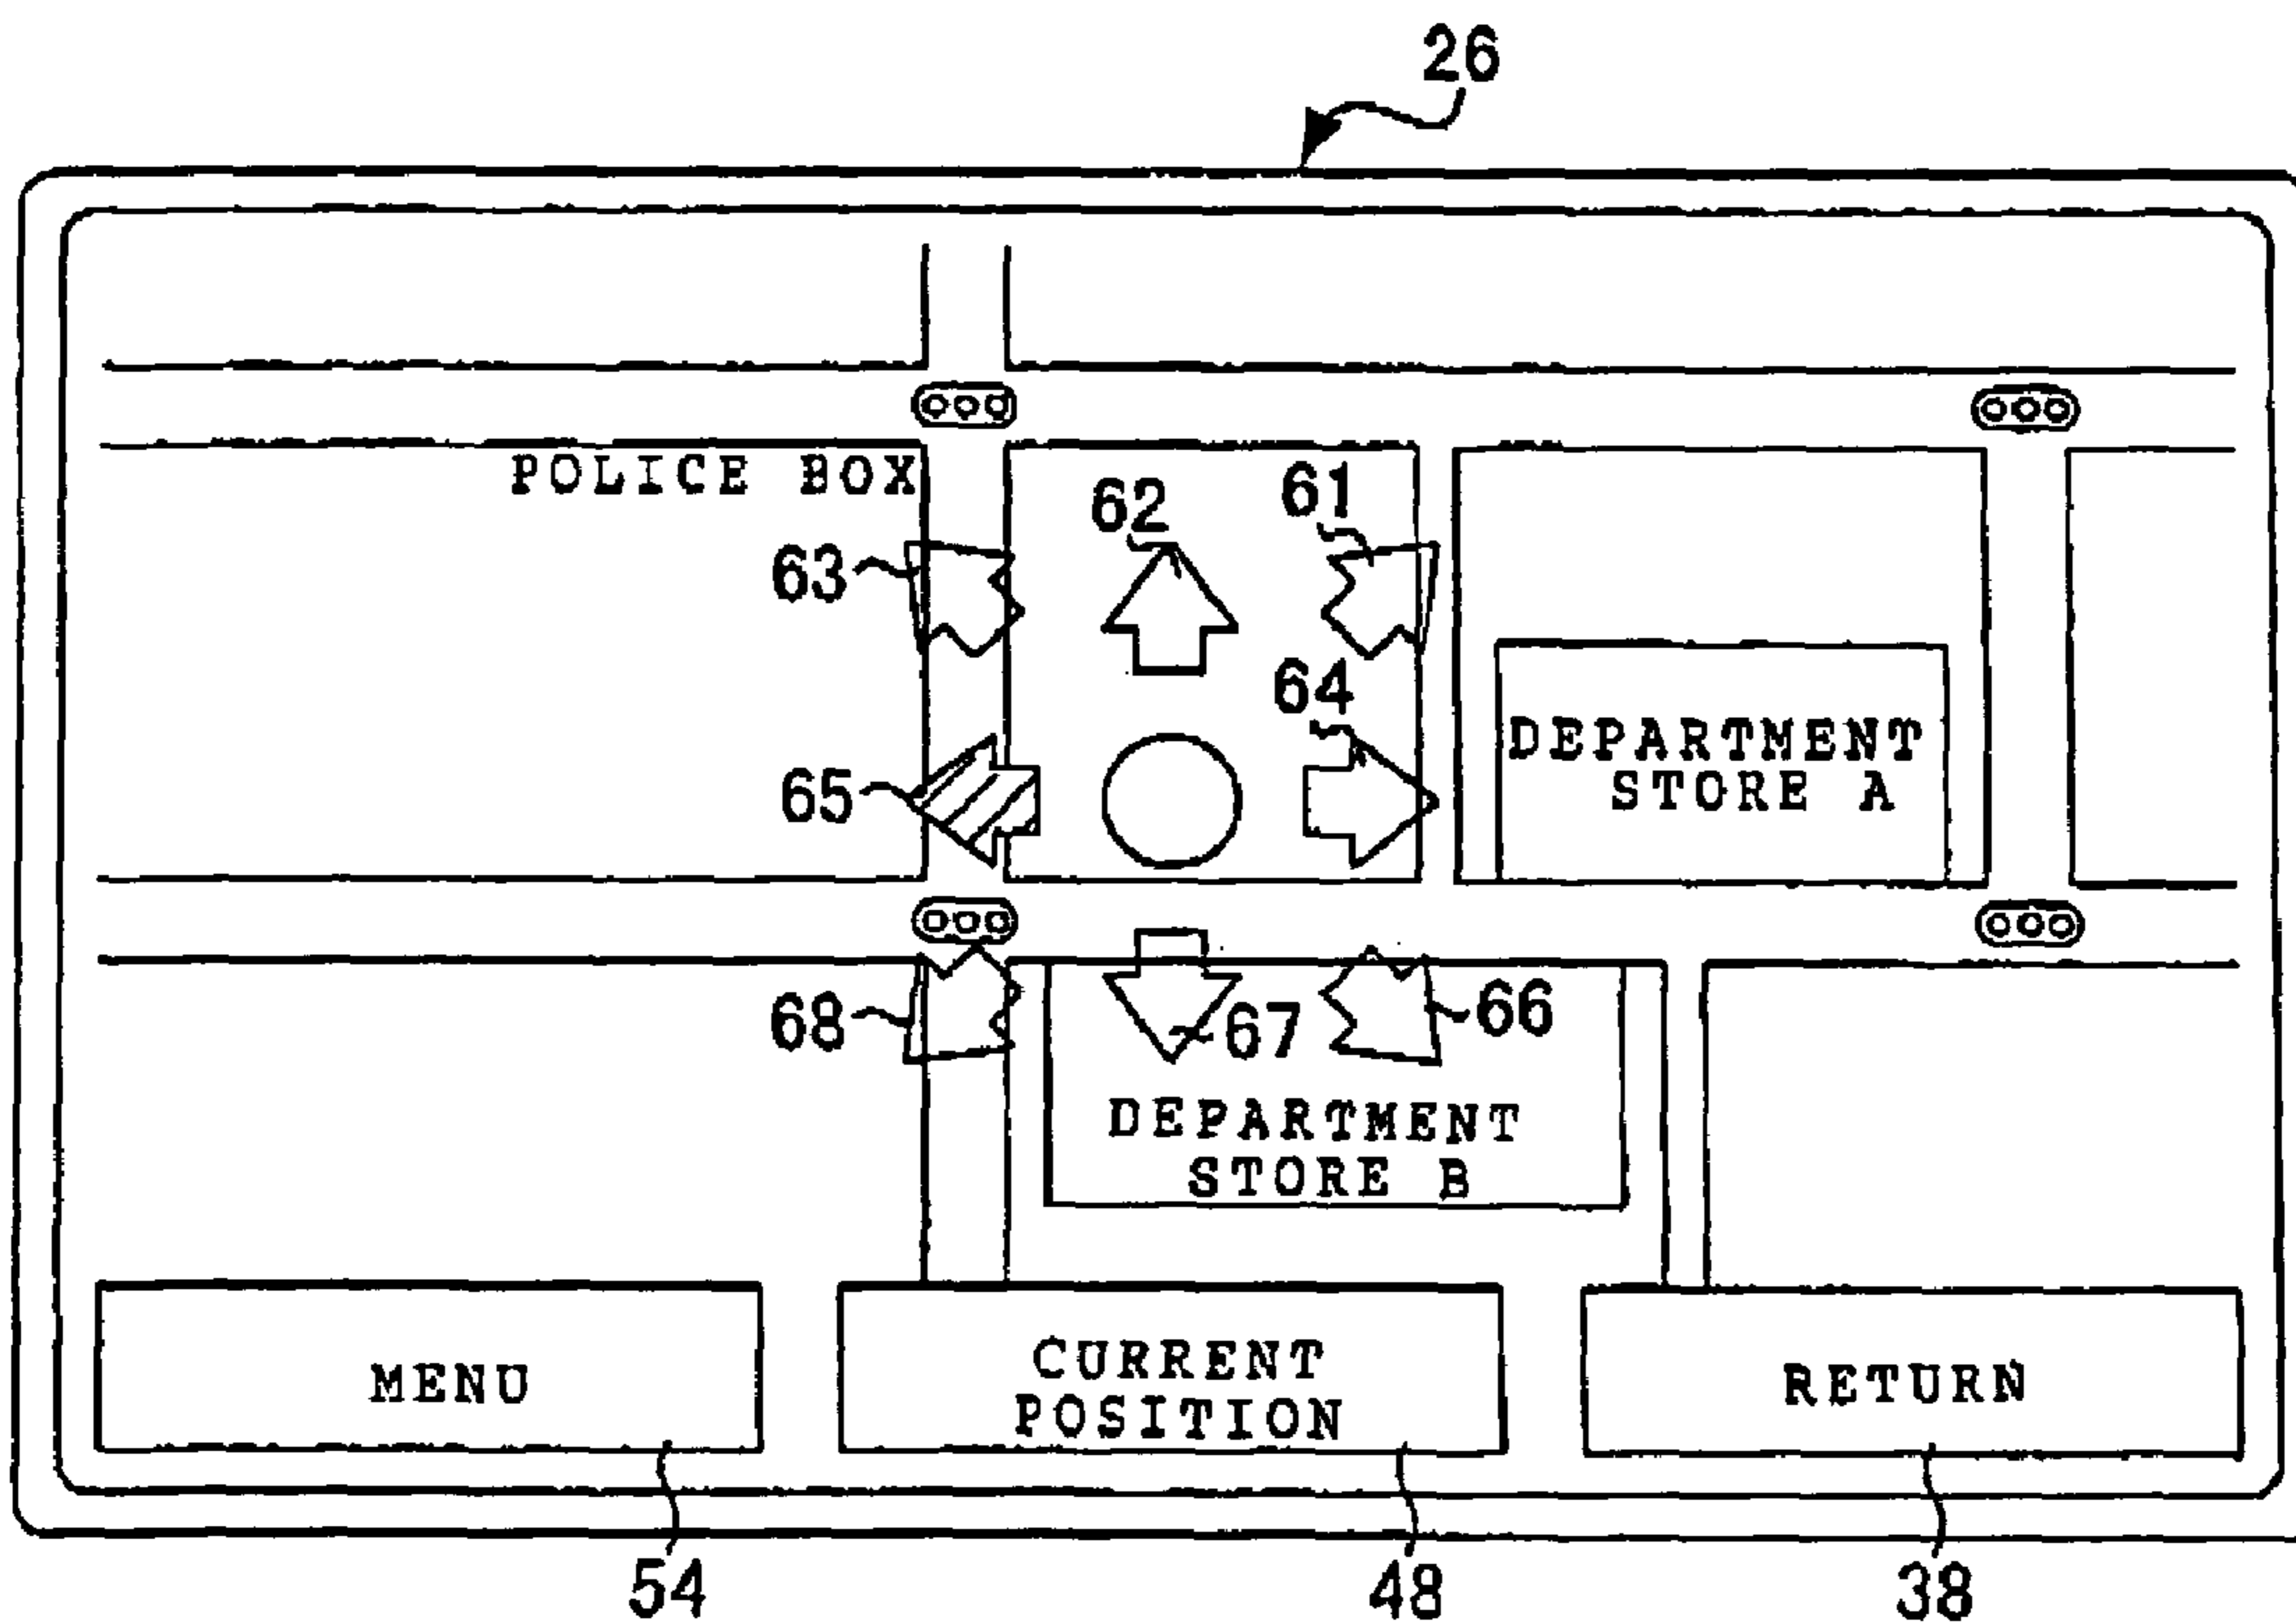 26
POLICE BOX
62
61
63
64
65
DEPARTMENT
STORE A
68
67
66
DEPARTMENT
STORE B
MENU
CURRENT
POSITION
RETURN
54
48
38